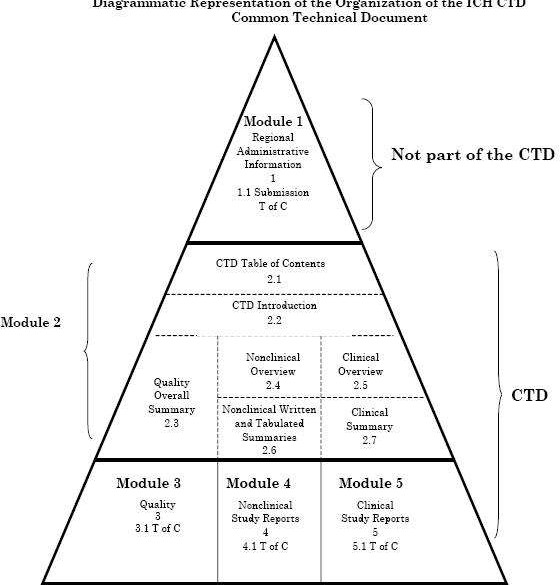 Diagrammatic Representation of the Organization of the ICH CTD
Common Technical Document
Module 1
Regional
Administrative
Information
1
1.1 Submission
T of C
Not part of the CTD
CTD Table of Contents
2.1
CTD Introduction
2.2
Module 2
Nonclinical
Overview
2.4
Clinical
Overview
2.5
Quality
Overall
Summary
2.3
Nonclinical Written
and Tabulated
Summaries
2.6
Clinical
Summary
2.7
CTD
Module 3
Quality
3
3.1 T of C
Module 4
Nonclinical
Study Reports
4
4.1 T of C
Module 5
Clinical
Study Reports
5
5.1 T of C